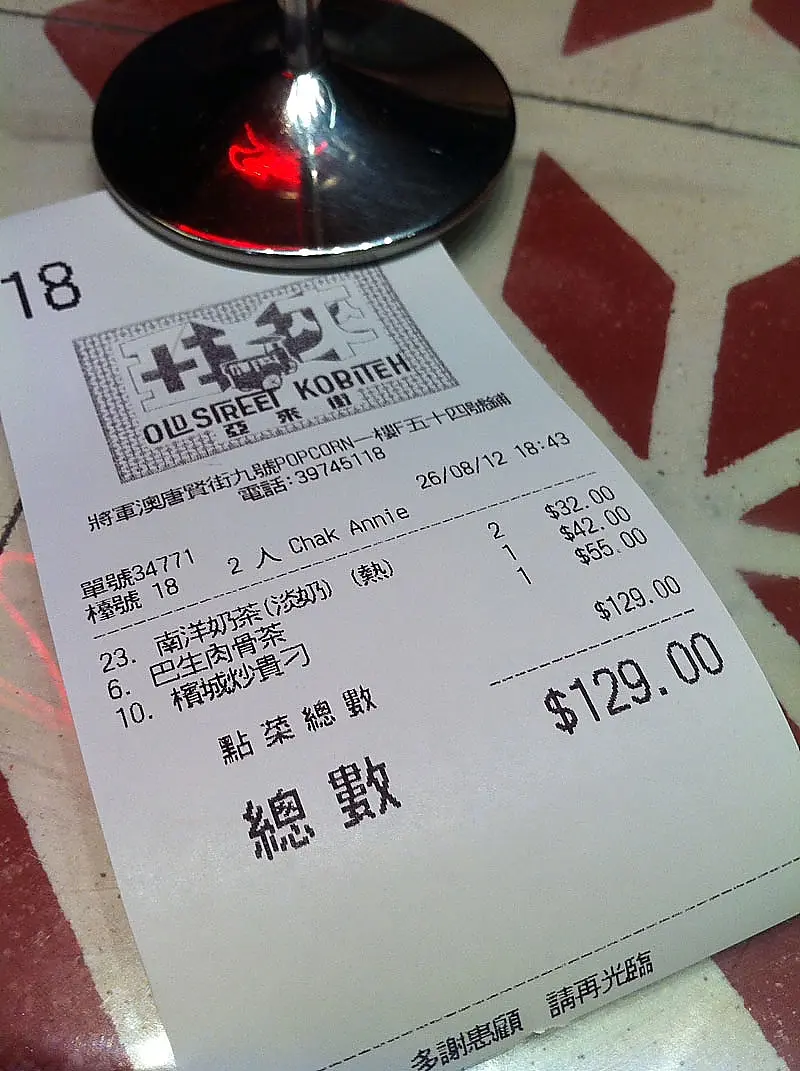 18
OLD STREET KOBITEH
亞來街
將軍澳唐賢街九號POPCORN一樓F五十四號舖
電話:39745118
26/08/12 18:43
單號34771
檯號 18 2 人 Chak Annie
23. 南洋奶茶(淡奶) (熱) 2 $32.00
6. 巴生肉骨茶 1 $42.00
10. 檳城炒貴刁 1 $55.00
點菜總數 $129.00
總數 $129.00
多謝惠顧 請再光臨